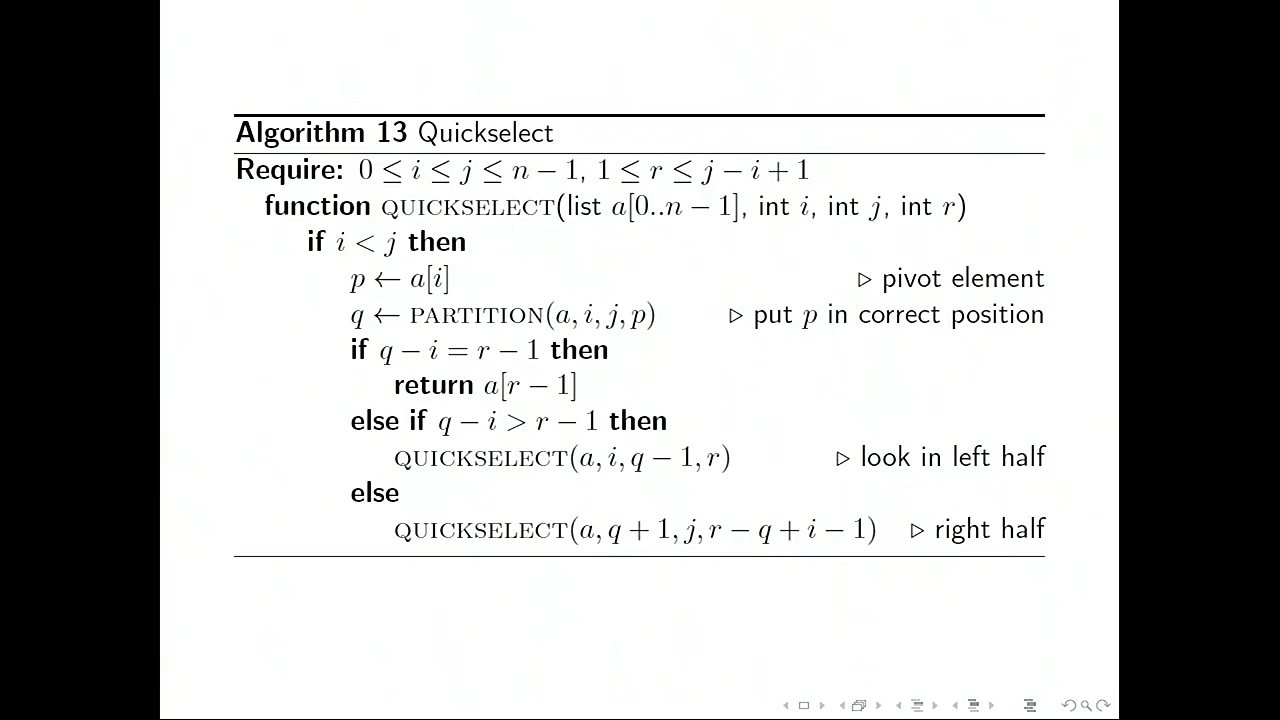 Algorithm 13 Quickselect
Require: 0 ≤ i ≤ j ≤ n − 1, 1 ≤ r ≤ j − i + 1
function QUICKSELECT(list a[0..n − 1], int i, int j, int r)
if i < j then
p ← a[i] ▷ pivot element
q ← PARTITION(a, i, j, p) ▷ put p in correct position
if q − i = r − 1 then
return a[r − 1]
else if q − i > r − 1 then
QUICKSELECT(a, i, q − 1, r) ▷ look in left half
else
QUICKSELECT(a, q + 1, j, r − q + i − 1) ▷ right half